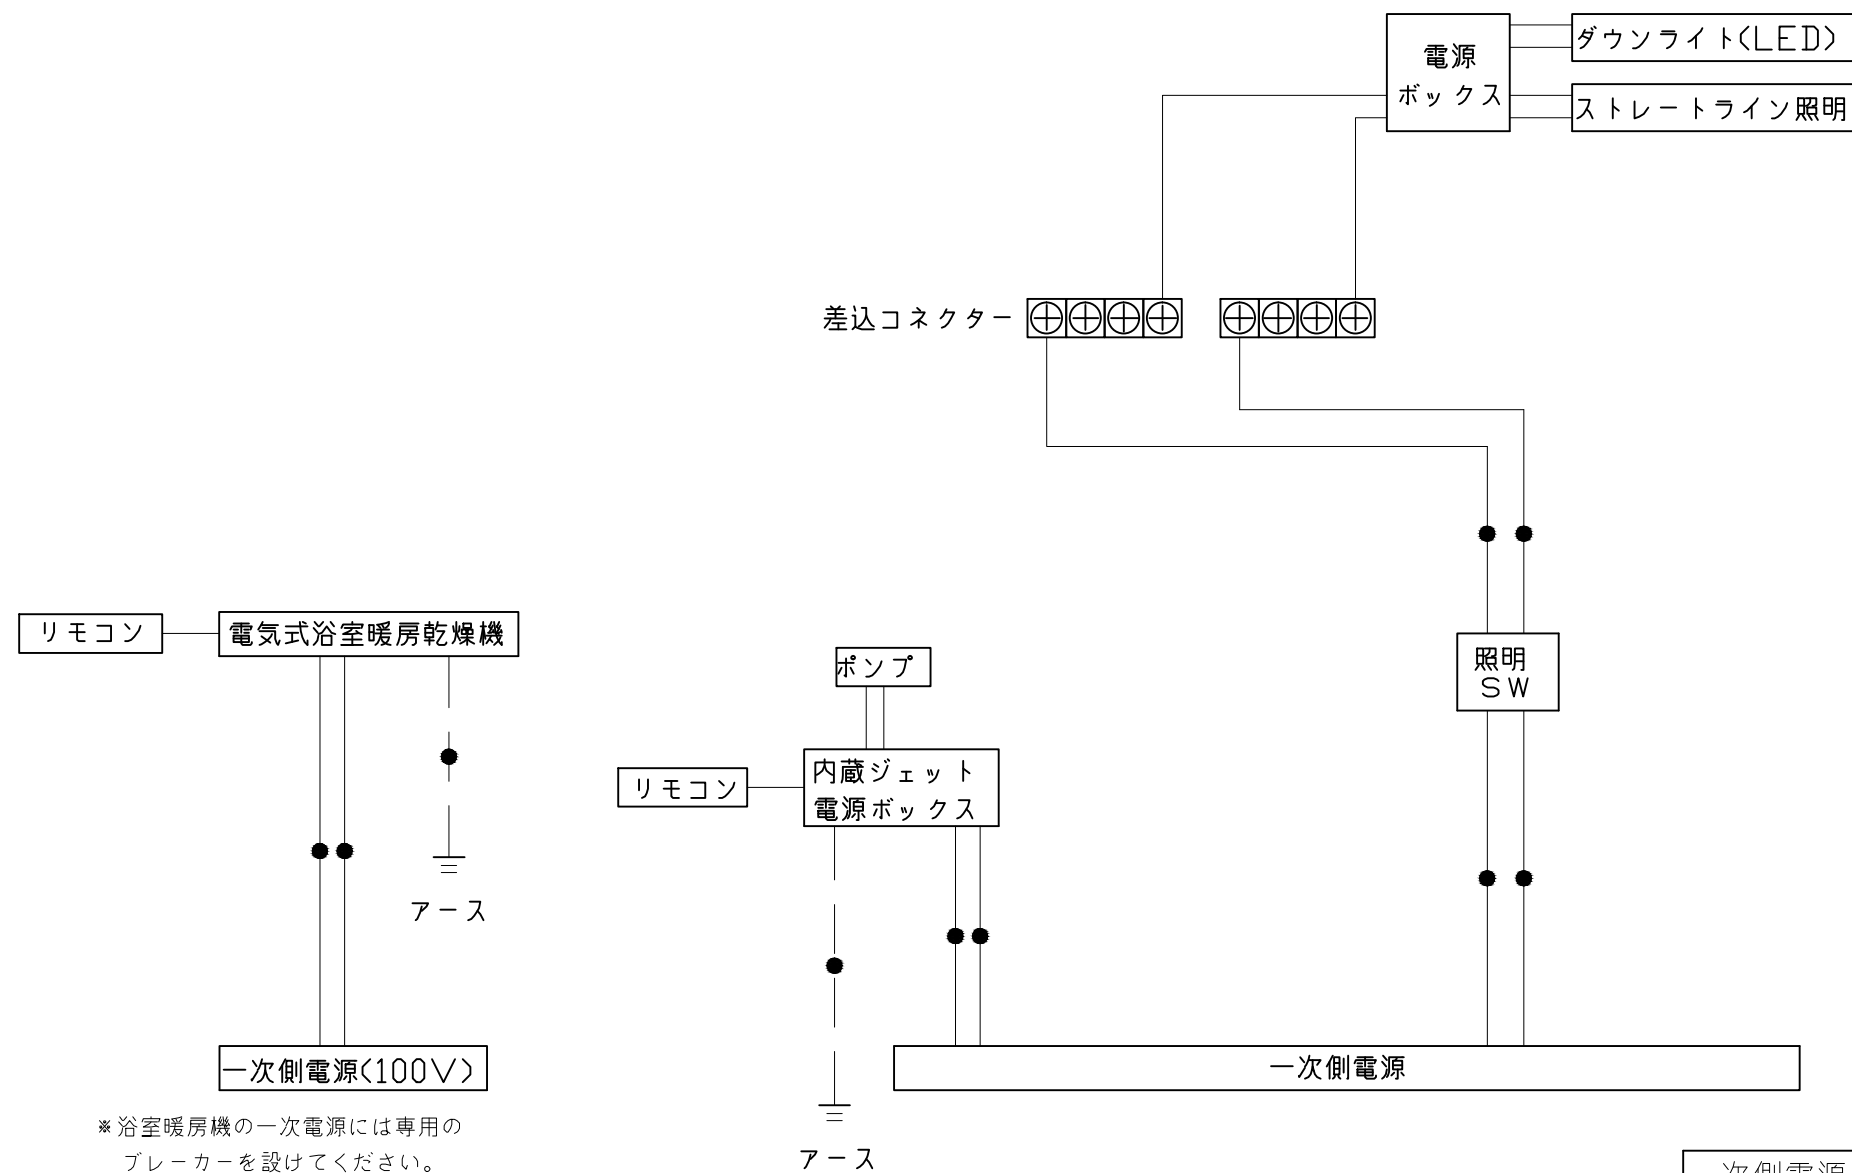 電源
ボックス
ダウンライト(LED)
ストレートライン照明
差込コネクター
照明
SW
リモコン
電気式浴室暖房乾燥機
ポンプ
リモコン
内蔵ジェット
電源ボックス
アース
一次側電源(100V)
一次側電源
※浴室暖房機の一次電源には専用の
ブレーカーを設けてください。
アース
次側電源